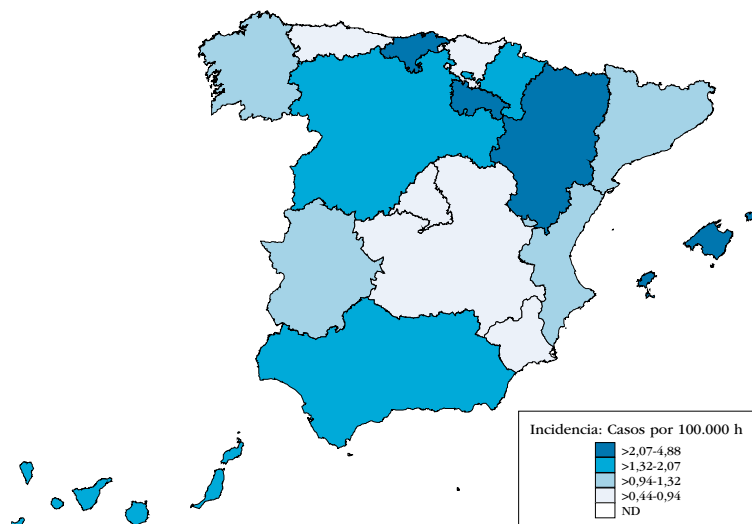 Incidencia: Casos por 100.000 h
>2,07-4,88
>1,32-2,07
>0,94-1,32
>0,44-0,94
ND